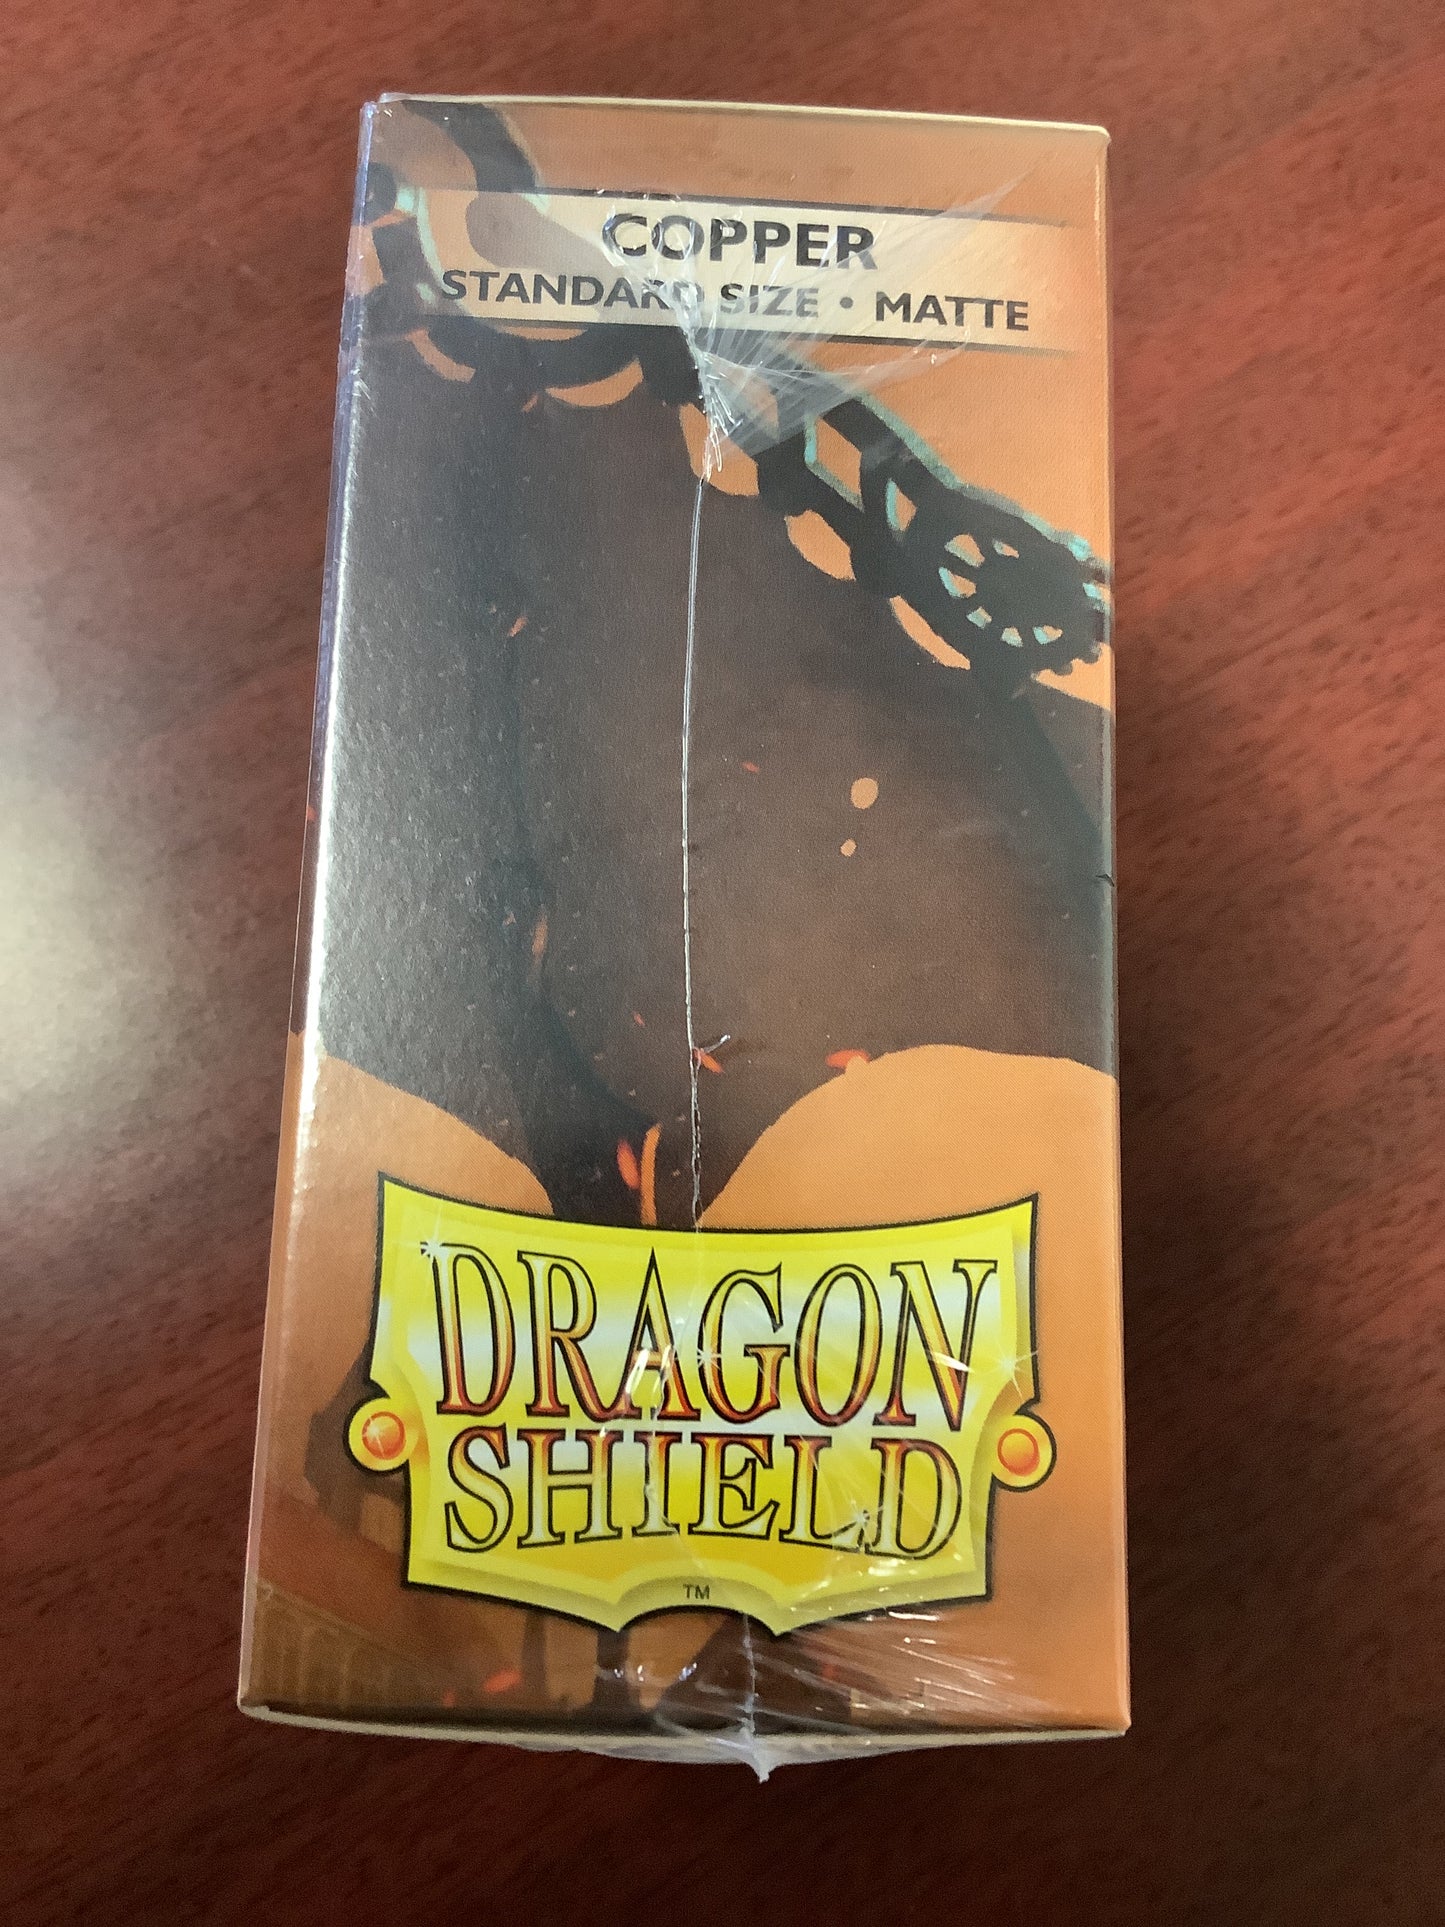 COPPER
STANDARD SIZE • MATTE
DRAGON
SHIELD
TM